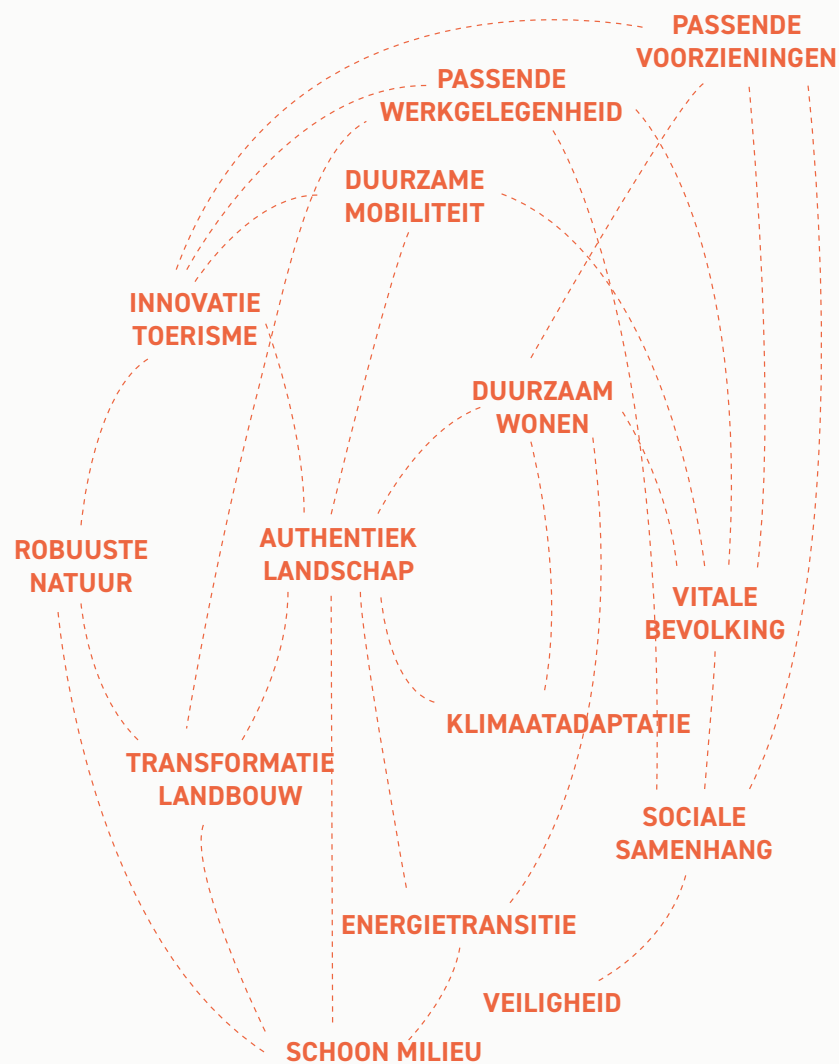 PASSENDE
VOORZIENINGEN
PASSENDE
WERKGELEGENHEID
DUURZAME
MOBILITEIT
INNOVATIE
TOERISME
DUURZAAM
WONEN
ROBUUSTE
NATUUR
AUTHENTIEK
LANDSCHAP
VITALE
BEVOLKING
KLIMAATADAPTATIE
TRANSFORMATIE
LANDBOUW
SOCIALE
SAMENHANG
ENERGIETRANSITIE
VEILIGHEID
SCHOON MILIEU